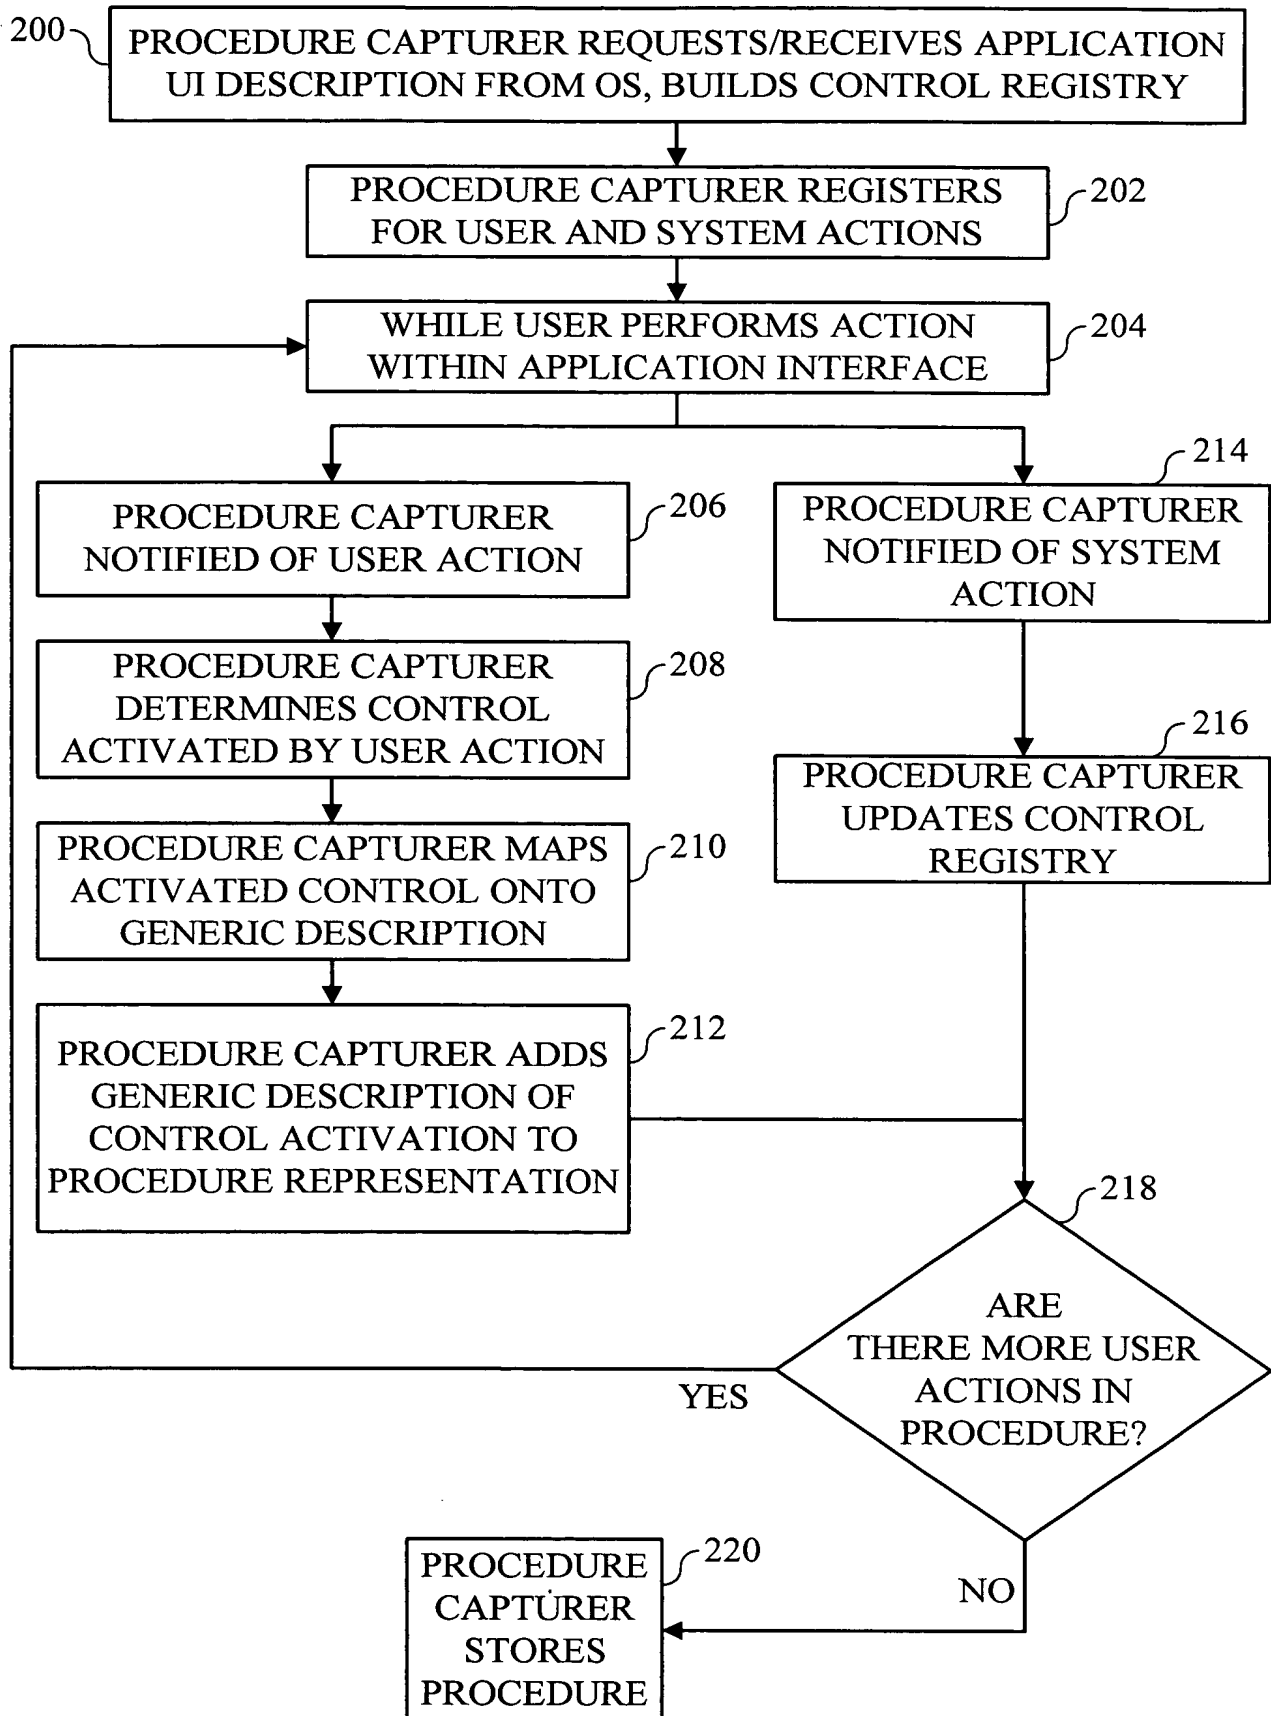 200
PROCEDURE CAPTURER REQUESTS/RECEIVES APPLICATION
UI DESCRIPTION FROM OS, BUILDS CONTROL REGISTRY
PROCEDURE CAPTURER REGISTERS
FOR USER AND SYSTEM ACTIONS
202
WHILE USER PERFORMS ACTION
WITHIN APPLICATION INTERFACE
204
PROCEDURE CAPTURER
NOTIFIED OF USER ACTION
206
PROCEDURE CAPTURER
DETERMINES CONTROL
ACTIVATED BY USER ACTION
208
PROCEDURE CAPTURER MAPS
ACTIVATED CONTROL ONTO
GENERIC DESCRIPTION
210
PROCEDURE CAPTURER ADDS
GENERIC DESCRIPTION OF
CONTROL ACTIVATION TO
PROCEDURE REPRESENTATION
212
214
PROCEDURE CAPTURER
NOTIFIED OF SYSTEM
ACTION
216
PROCEDURE CAPTURER
UPDATES CONTROL
REGISTRY
218
ARE
THERE MORE USER
ACTIONS IN
PROCEDURE?
YES
NO
PROCEDURE
CAPTURER
STORES
PROCEDURE
220